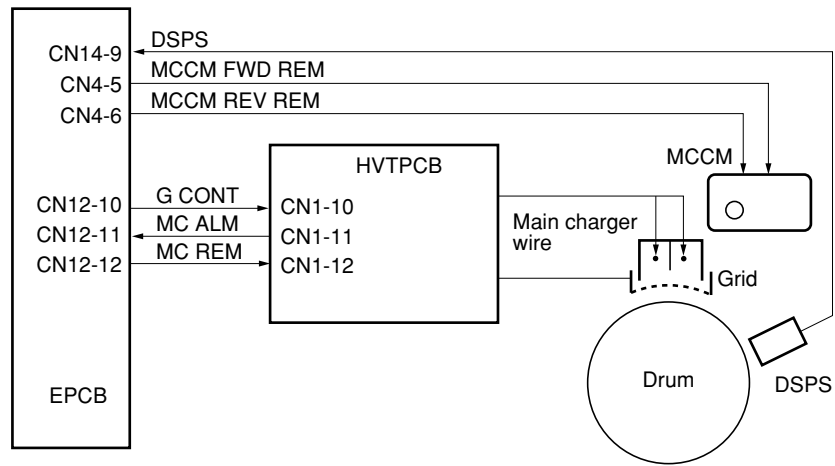 DSPS
CN14-9
MCCM FWD REM
CN4-5
MCCM REV REM
CN4-6
HVTPCB
MCCM
G CONT
CN12-10
CN1-10
MC ALM
CN12-11
CN1-11
MC REM
CN12-12
CN1-12
Main charger
wire
Grid
Drum
DSPS
EPCB